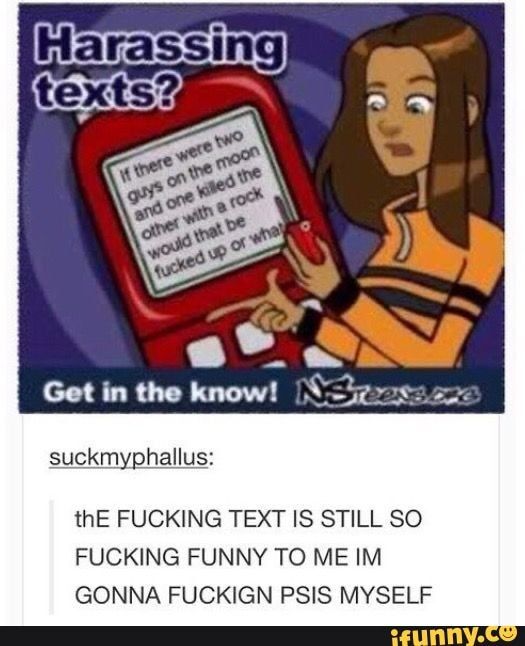 Harassing
texts?
If there were two
guys on the moon
and one killed the
other with a rock
would that be
fucked up or what
Get in the know! NSTeens.org
suckmyphallus:
thE FUCKING TEXT IS STILL SO
FUCKING FUNNY TO ME IM
GONNA FUCKIGN PSIS MYSELF
ifunny.co